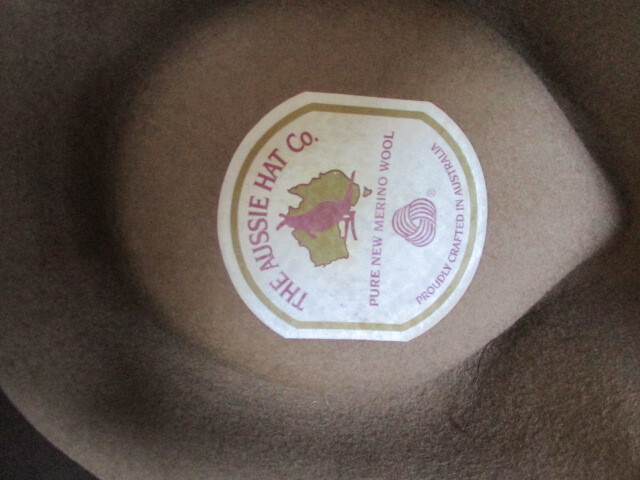 THE AUSSIE HAT Co.
PURE NEW MERINO WOOL
®
PROUDLY CRAFTED IN AUSTRALIA